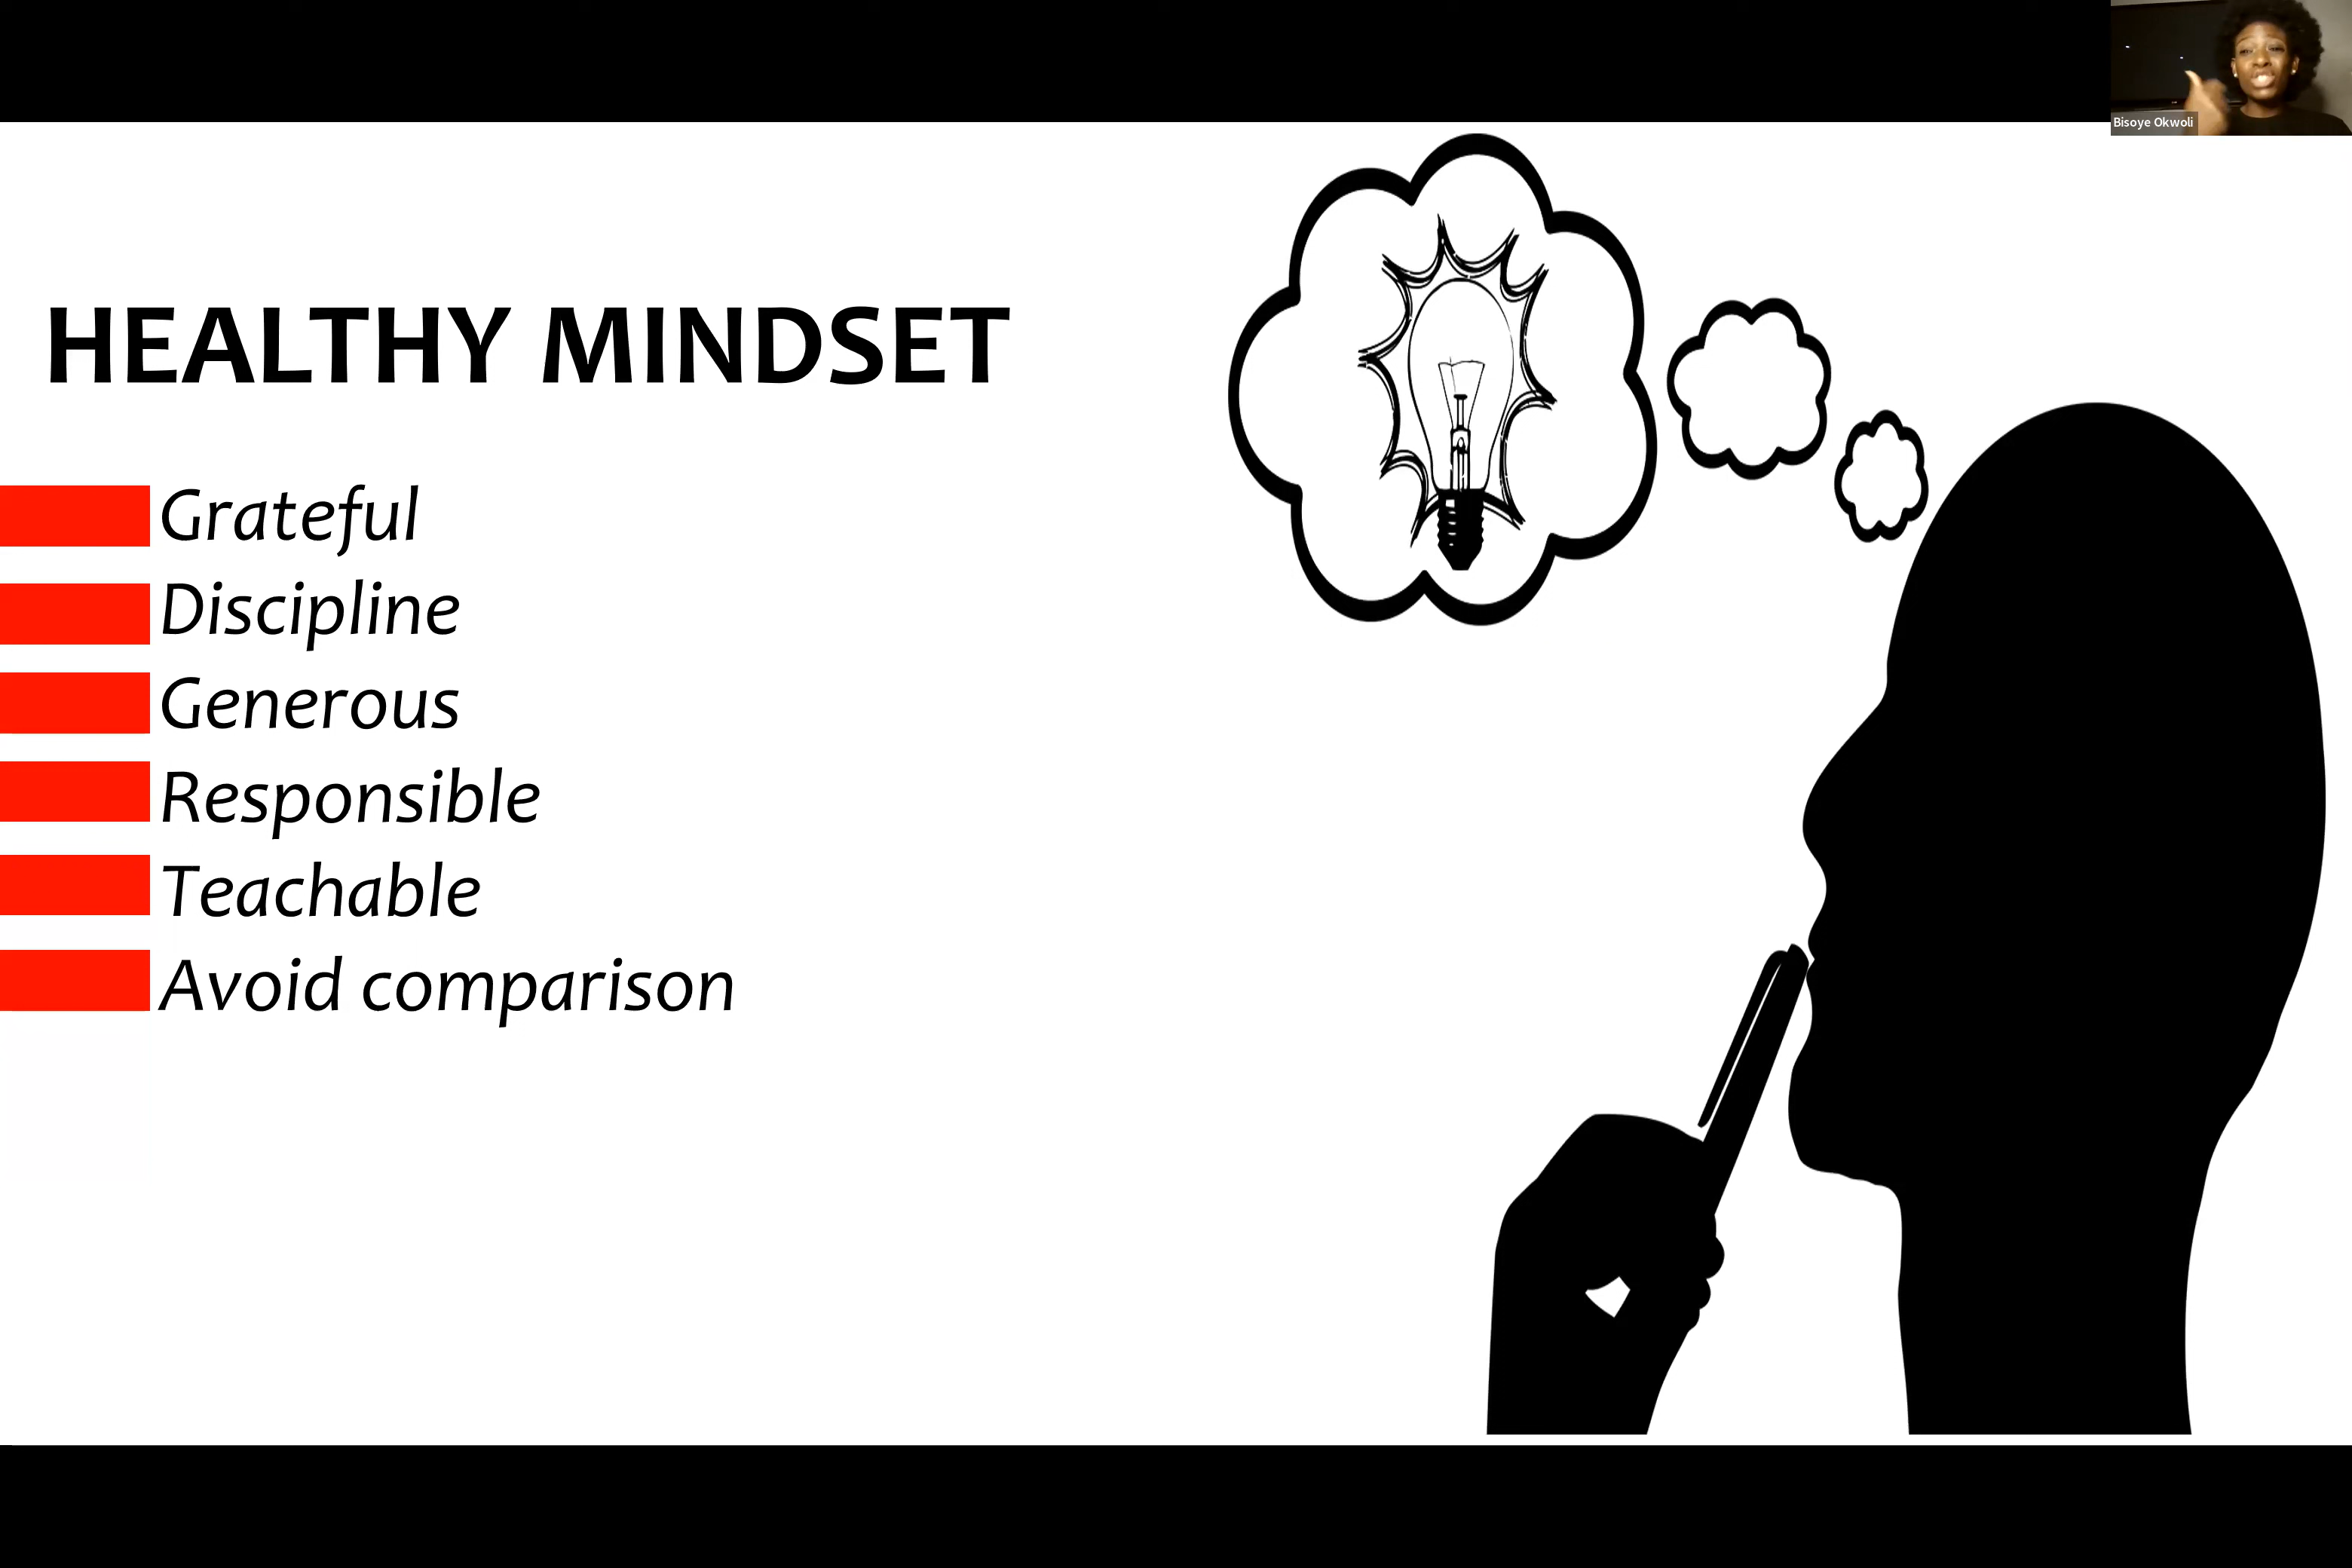 Bisoye Okwoli
HEALTHY MINDSET
Grateful
Discipline
Generous
Responsible
Teachable
Avoid comparison